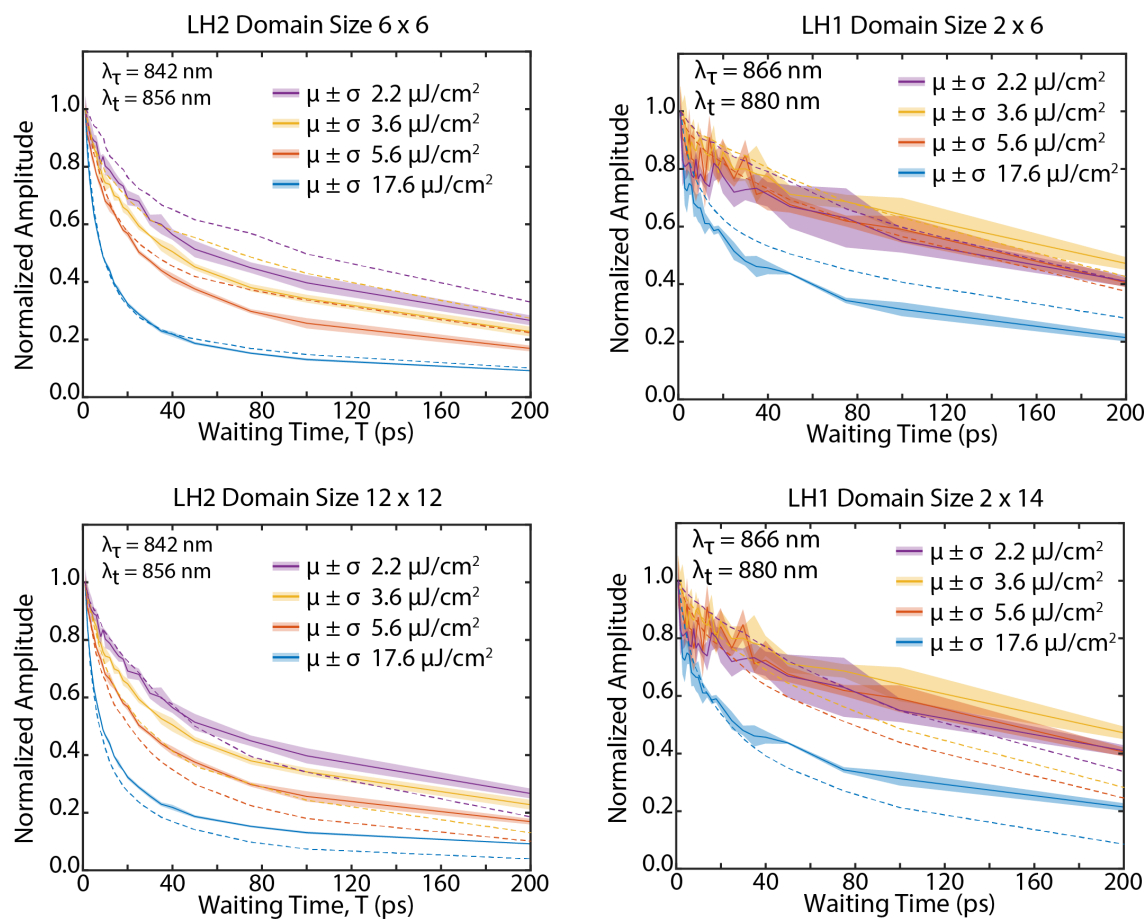 LH2 Domain Size 6 x 6
λτ = 842 nm
λt = 856 nm
μ ± σ 2.2 μJ/cm²
μ ± σ 3.6 μJ/cm²
μ ± σ 5.6 μJ/cm²
μ ± σ 17.6 μJ/cm²
Normalized Amplitude
1.0
0.8
0.6
0.4
0.2
0.0
0 40 80 120 160 200
Waiting Time, T (ps)
LH1 Domain Size 2 x 6
λτ = 866 nm
λt = 880 nm
μ ± σ 2.2 μJ/cm²
μ ± σ 3.6 μJ/cm²
μ ± σ 5.6 μJ/cm²
μ ± σ 17.6 μJ/cm²
Normalized Amplitude
1.0
0.8
0.6
0.4
0.2
0.0
0 40 80 120 160 200
Waiting Time (ps)
LH2 Domain Size 12 x 12
λτ = 842 nm
λt = 856 nm
μ ± σ 2.2 μJ/cm²
μ ± σ 3.6 μJ/cm²
μ ± σ 5.6 μJ/cm²
μ ± σ 17.6 μJ/cm²
Normalized Amplitude
1.0
0.8
0.6
0.4
0.2
0.0
0 40 80 120 160 200
Waiting Time, T (ps)
LH1 Domain Size 2 x 14
λτ = 866 nm
λt = 880 nm
μ ± σ 2.2 μJ/cm²
μ ± σ 3.6 μJ/cm²
μ ± σ 5.6 μJ/cm²
μ ± σ 17.6 μJ/cm²
Normalized Amplitude
1.0
0.8
0.6
0.4
0.2
0.0
0 40 80 120 160 200
Waiting Time, T (ps)